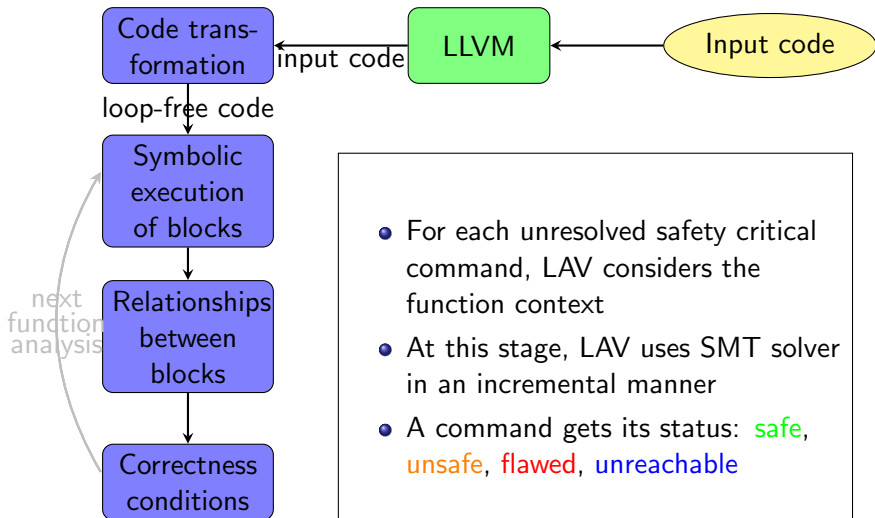 Code trans-
formation
LLVM
Input code
input code
loop-free code
Symbolic
execution
of blocks
Relationships
between
blocks
next
function
analysis
Correctness
conditions
For each unresolved safety critical
command, LAV considers the
function context
At this stage, LAV uses SMT solver
in an incremental manner
A command gets its status: safe,
unsafe, flawed, unreachable